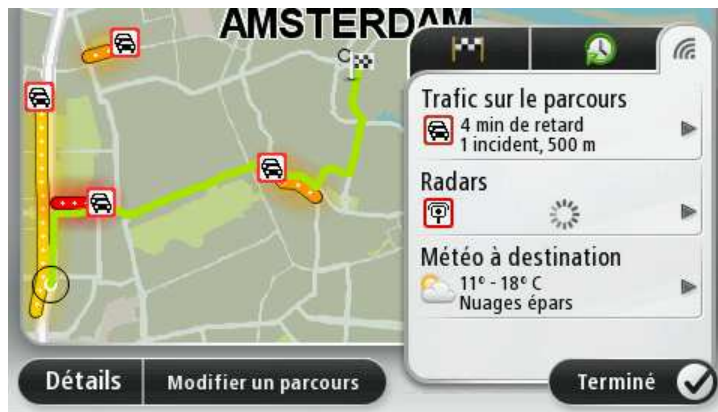 AMSTERDAM
Trafic sur le parcours
4 min de retard
1 incident, 500 m
Radars
Météo à destination
11° - 18° C
Nuages épars
Détails
Modifier un parcours
Terminé